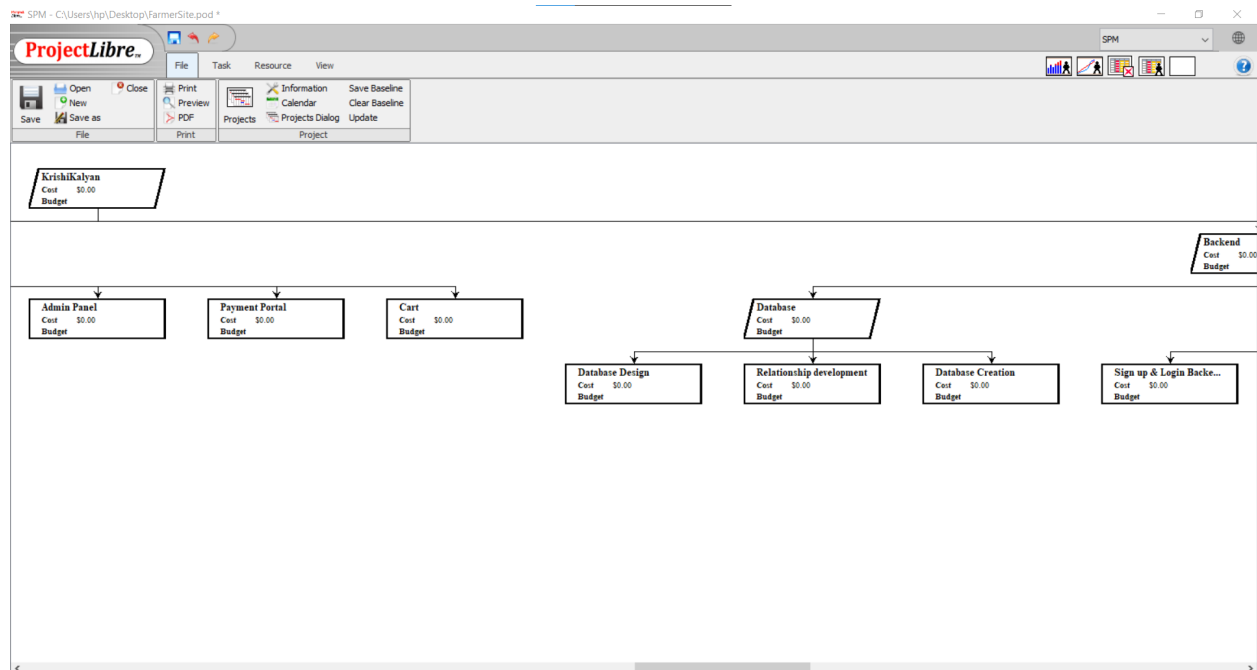 SPM - C:\Users\hp\Desktop\FarmerSite.pod *
ProjectLibre
SPM
File Task Resource View
Save
Open
New
Save as
Close
File
Print
Preview
PDF
Print
Projects
Information
Calendar
Projects Dialog
Save Baseline
Clear Baseline
Update
Project
KrishiKalyan
Cost $0.00
Budget
Backend
Cost $0.00
Budget
Admin Panel
Cost $0.00
Budget
Payment Portal
Cost $0.00
Budget
Cart
Cost $0.00
Budget
Database
Cost $0.00
Budget
Database Design
Cost $0.00
Budget
Relationship development
Cost $0.00
Budget
Database Creation
Cost $0.00
Budget
Sign up & Login Backe...
Cost $0.00
Budget